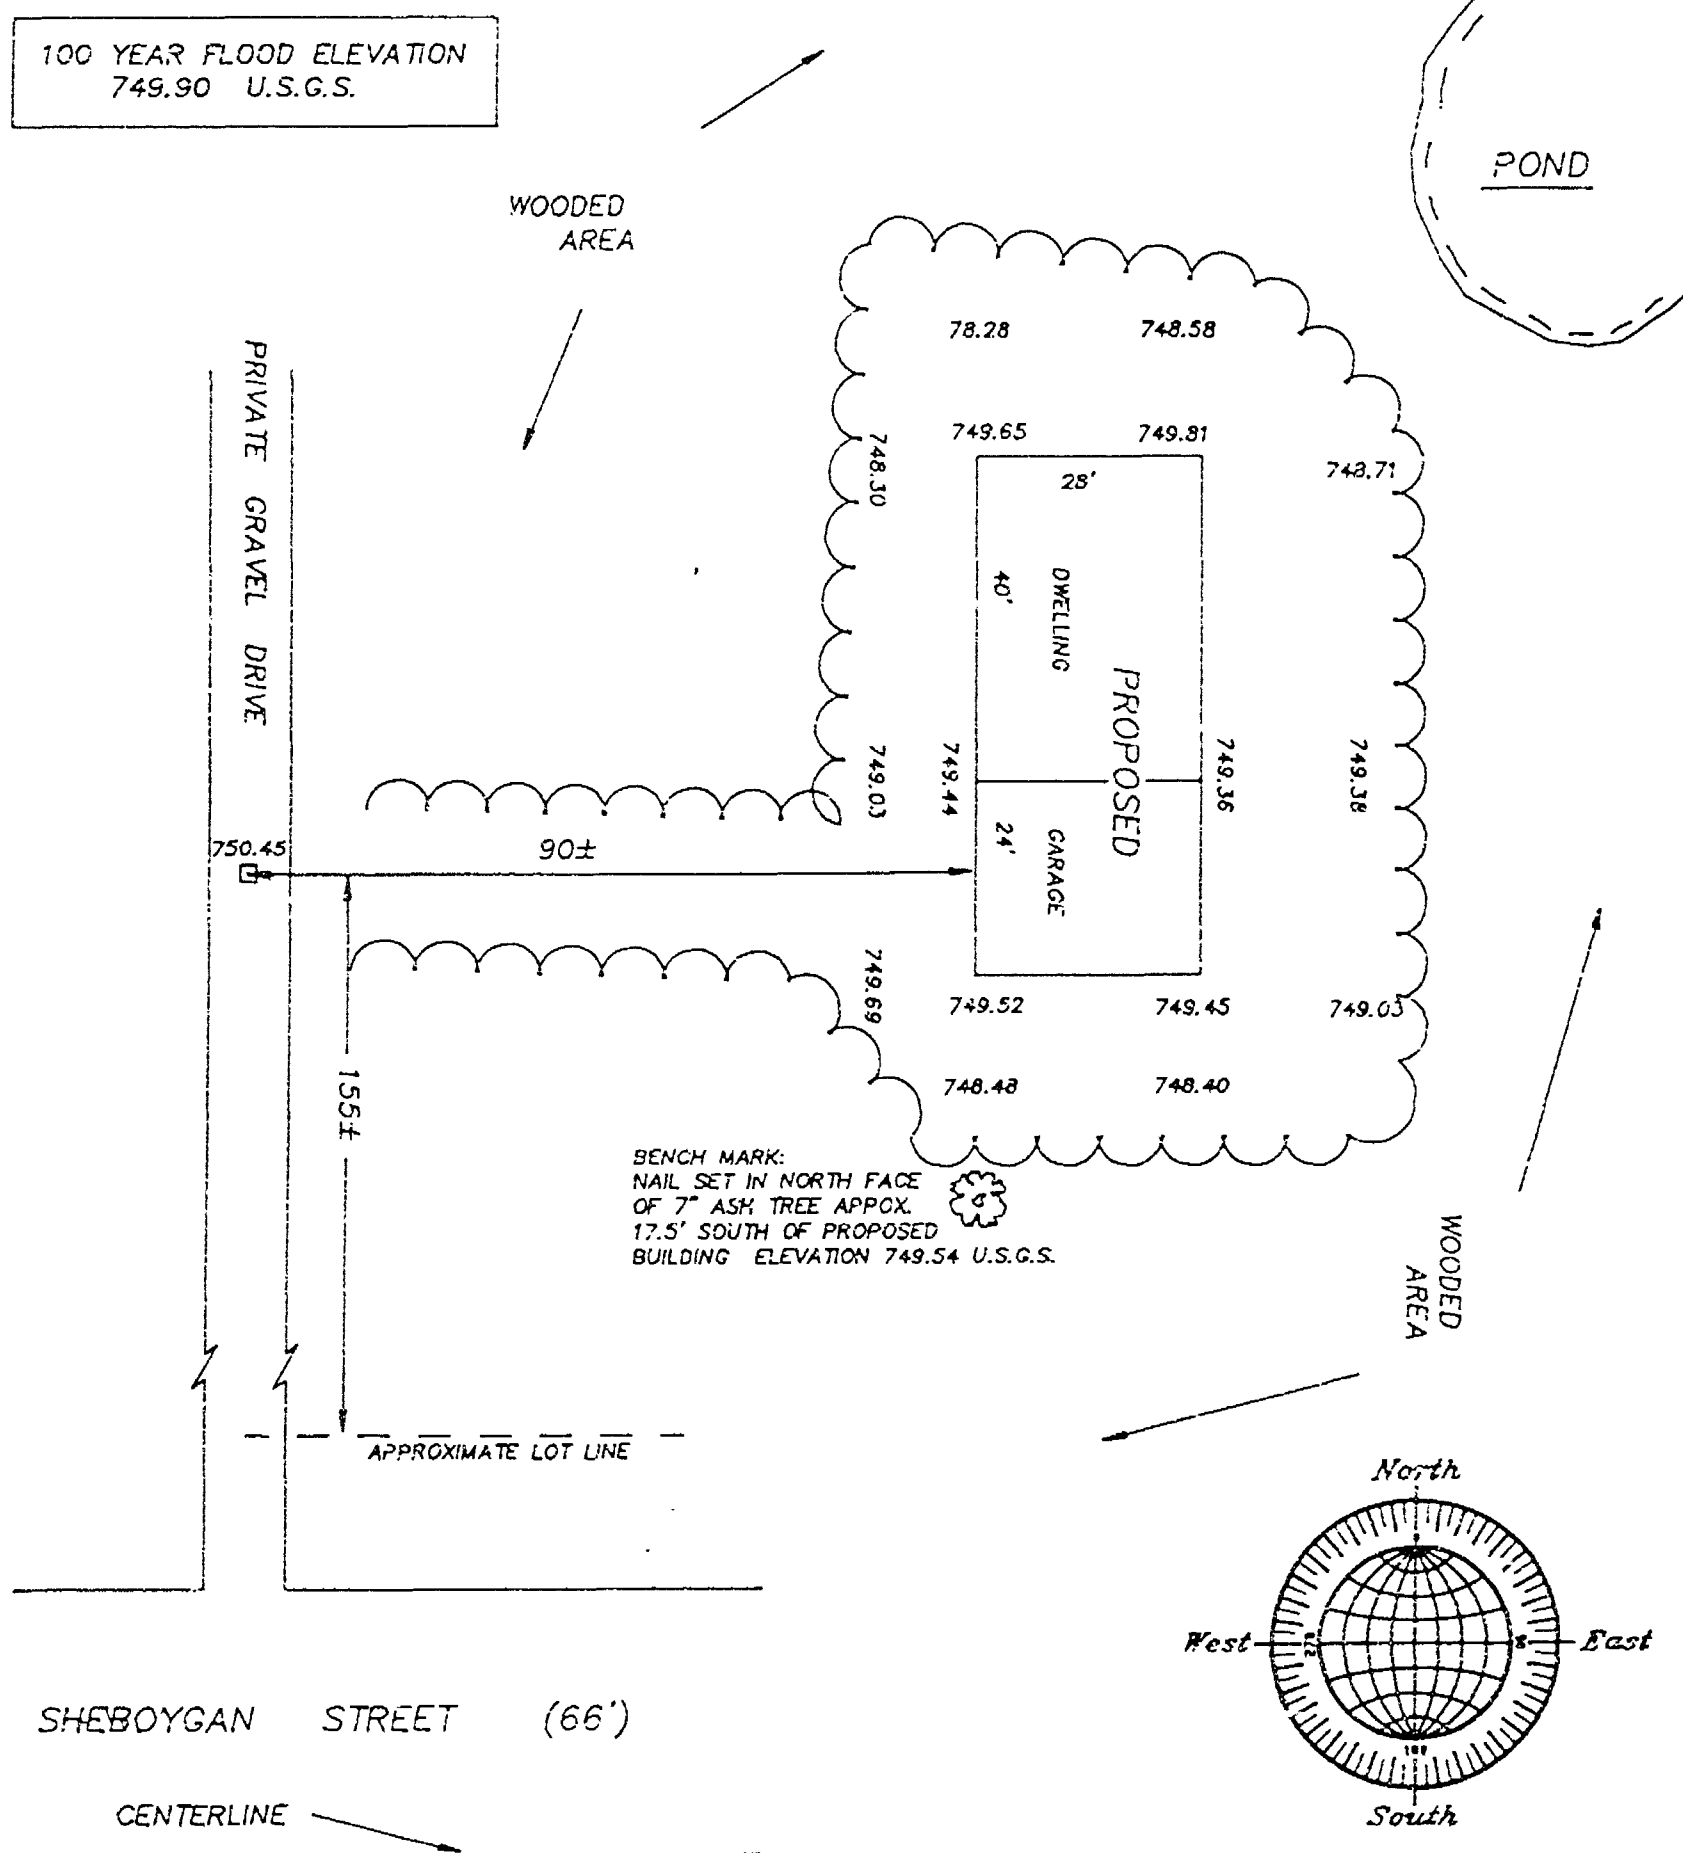 100 YEAR FLOOD ELEVATION
749.90 U.S.G.S.
POND
WOODED
AREA
78.28 748.58
PRIVATE GRAVEL DRIVE
749.65 749.81
748.30
748.71
28'
40'
DWELLING
PROPOSED
749.03
749.44
749.36
749.38
750.45
90±
24'
GARAGE
749.69
749.52 749.45 749.03
155±
748.48 748.40
BENCH MARK:
NAIL SET IN NORTH FACE
OF 7" ASH TREE APPOX.
17.5' SOUTH OF PROPOSED
BUILDING ELEVATION 749.54 U.S.G.S.
WOODED
AREA
APPROXIMATE LOT LINE
North
West
East
South
SHEBOYGAN STREET (66')
CENTERLINE